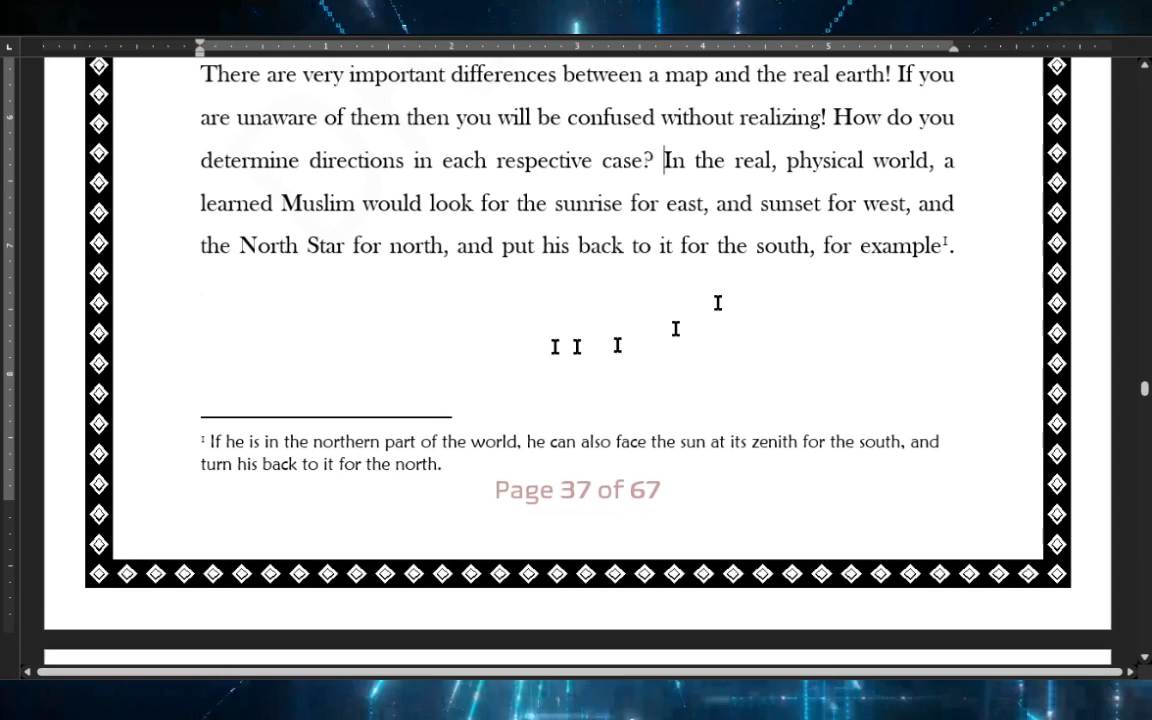 There are very important differences between a map and the real earth! If you
are unaware of them then you will be confused without realizing! How do you
determine directions in each respective case? In the real, physical world, a
learned Muslim would look for the sunrise for east, and sunset for west, and
the North Star for north, and put his back to it for the south, for example¹.
¹ If he is in the northern part of the world, he can also face the sun at its zenith for the south, and
turn his back to it for the north.
Page 37 of 67